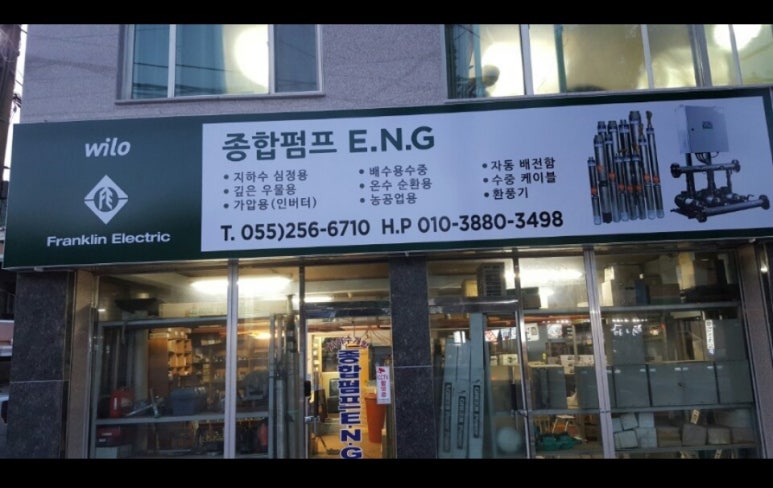 wilo
Franklin Electric
종합펌프 E.N.G
• 지하수 심정용
• 깊은 우물용
• 가압용(인버터)
• 배수용수중
• 온수 순환용
• 농공업용
• 자동 배전함
• 수중 케이블
• 환풍기
T. 055)256-6710 H.P 010-3880-3498
종합펌프E.N.G
CCTV